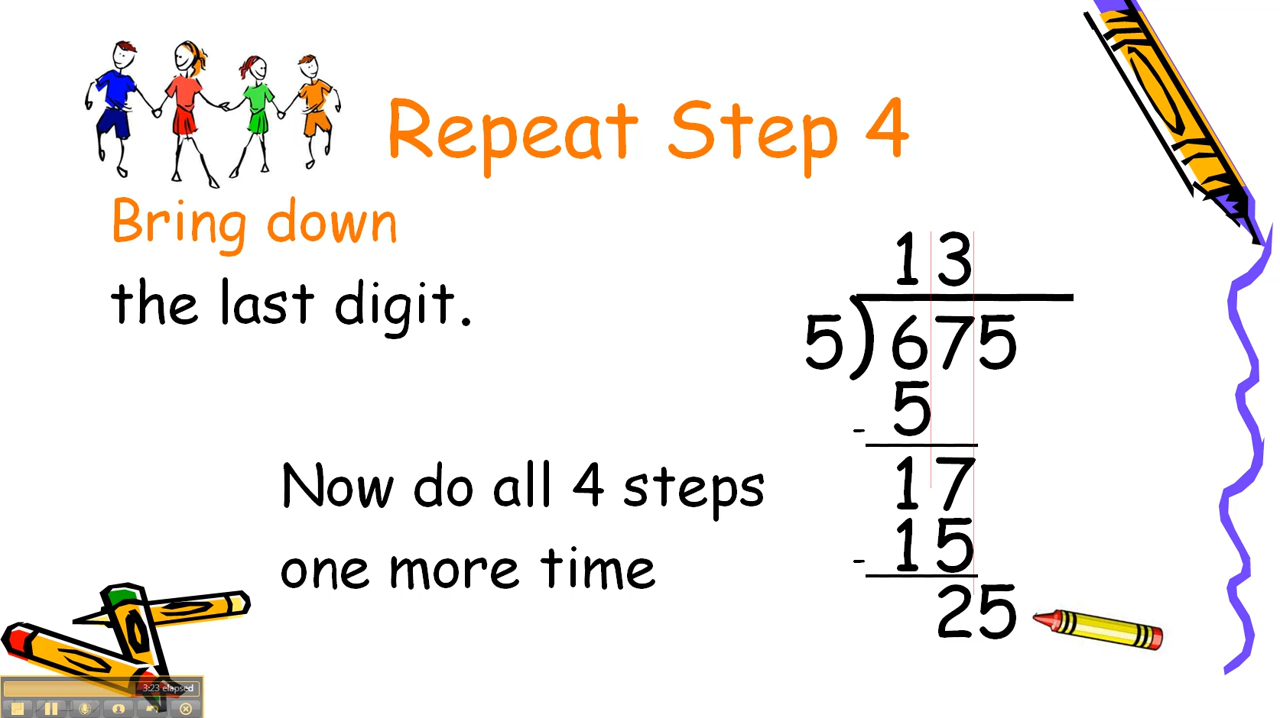 Repeat Step 4
Bring down
the last digit.
Now do all 4 steps
one more time
13
5)675
- 5
17
- 15
25
3:23 elapsed